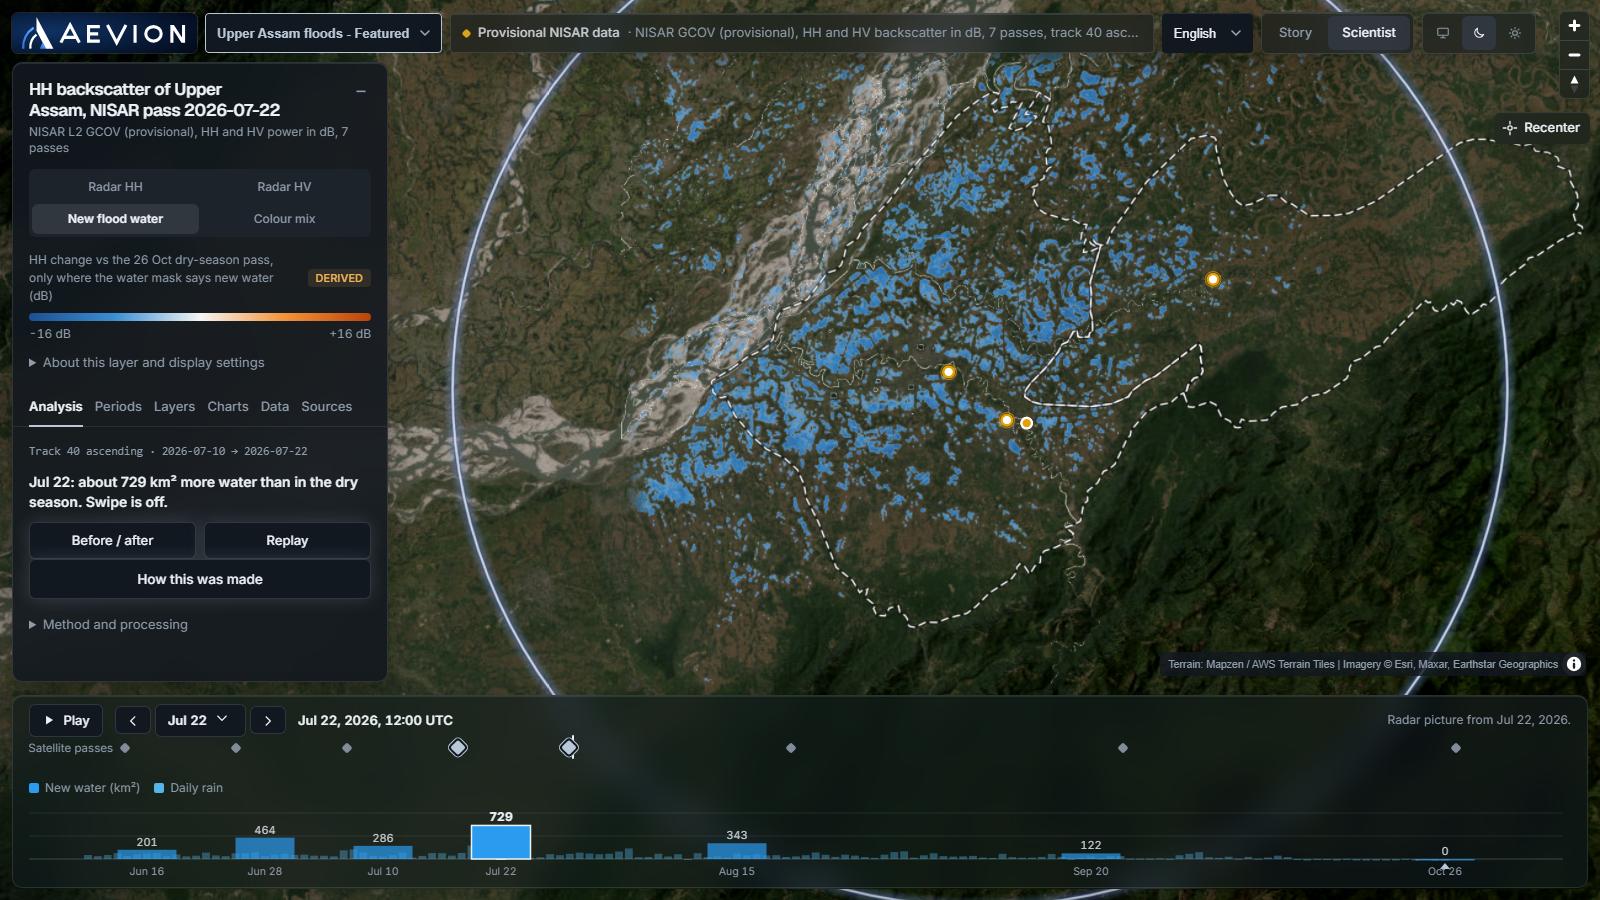 AEVION
Upper Assam floods - Featured
Provisional NISAR data · NISAR GCOV (provisional), HH and HV backscatter in dB, 7 passes, track 40 asc...
English
Story
Scientist
HH backscatter of Upper
Assam, NISAR pass 2026-07-22
NISAR L2 GCOV (provisional), HH and HV power in dB, 7
passes
Radar HH
Radar HV
New flood water
Colour mix
HH change vs the 26 Oct dry-season pass,
only where the water mask says new water
(dB)
DERIVED
-16 dB
+16 dB
About this layer and display settings
Analysis
Periods
Layers
Charts
Data
Sources
Track 40 ascending · 2026-07-10 → 2026-07-22
Jul 22: about 729 km² more water than in the dry
season. Swipe is off.
Before / after
Replay
How this was made
Method and processing
Recenter
Terrain: Mapzen / AWS Terrain Tiles | Imagery © Esri, Maxar, Earthstar Geographics
Play
Jul 22
Jul 22, 2026, 12:00 UTC
Radar picture from Jul 22, 2026.
Satellite passes
New water (km²)
Daily rain
201
464
286
729
343
122
0
Jun 16
Jun 28
Jul 10
Jul 22
Aug 15
Sep 20
Oct 26